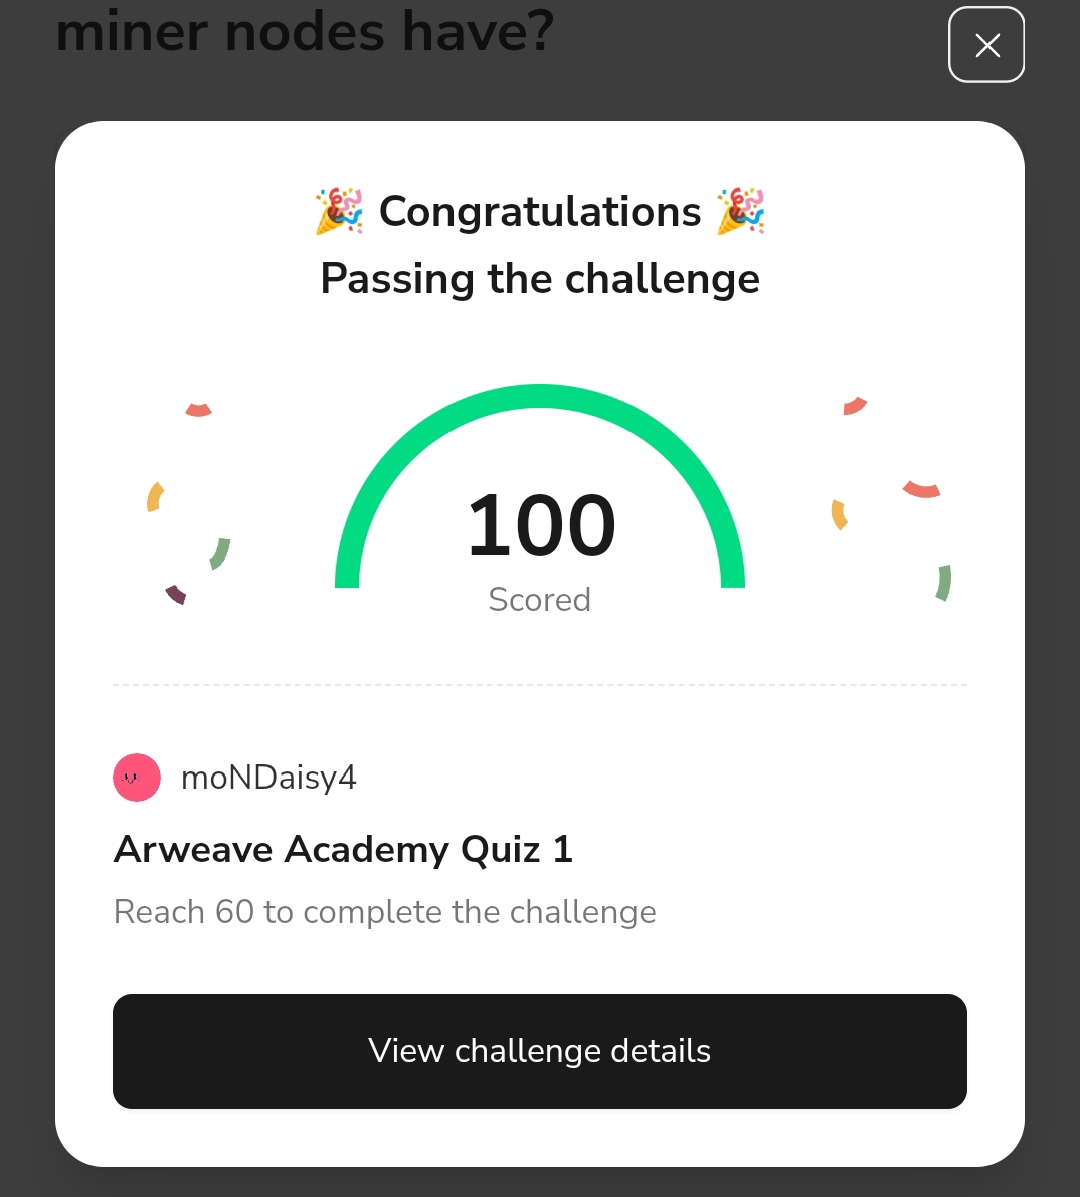 miner nodes have?
🎉 Congratulations 🎉
Passing the challenge
100
Scored
moNDaisy4
Arweave Academy Quiz 1
Reach 60 to complete the challenge
View challenge details